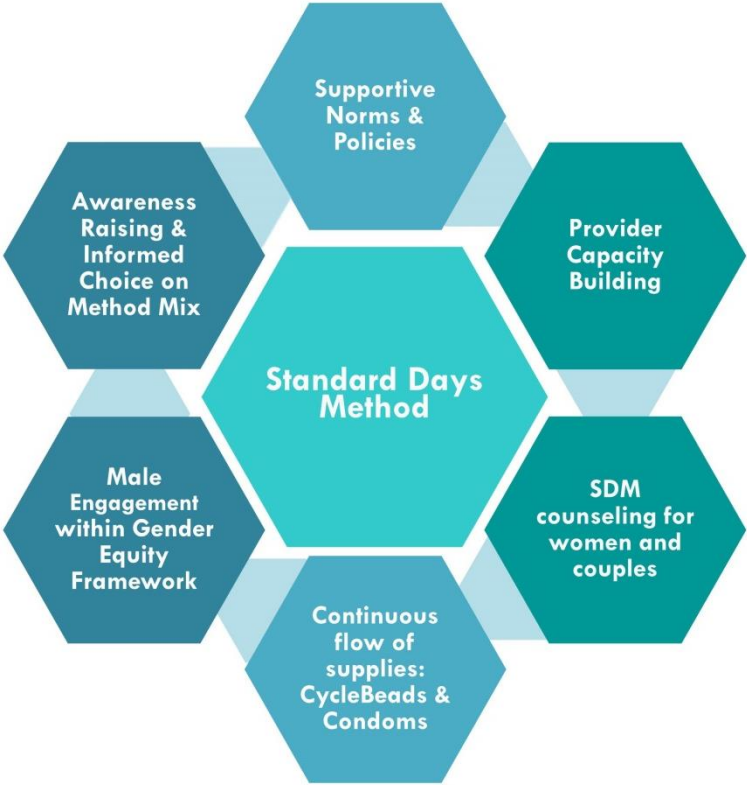 Supportive
Norms &
Policies
Awareness
Raising &
Informed
Choice on
Method Mix
Provider
Capacity
Building
Standard Days
Method
Male
Engagement
within Gender
Equity
Framework
SDM
counseling for
women and
couples
Continuous
flow of
supplies:
CycleBeads &
Condoms